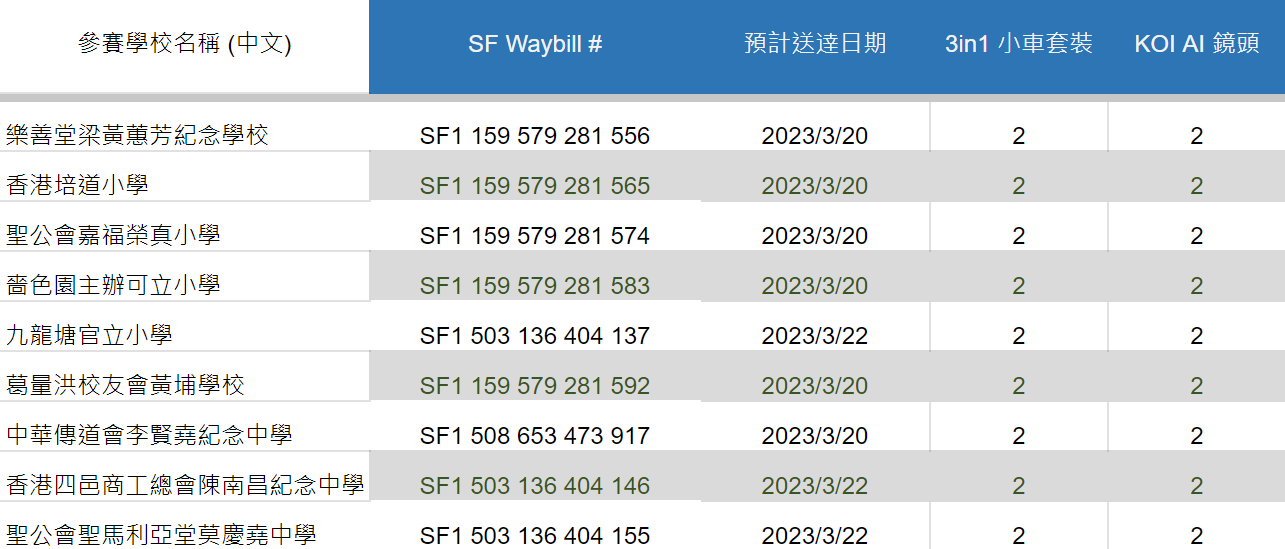 參賽學校名稱 (中文) SF Waybill # 預計送達日期 3in1 小車套裝 KOI AI 鏡頭
樂善堂梁黃蕙芳紀念學校 SF1 159 579 281 556 2023/3/20 2 2
香港培道小學 SF1 159 579 281 565 2023/3/20 2 2
聖公會嘉福榮真小學 SF1 159 579 281 574 2023/3/20 2 2
嗇色園主辦可立小學 SF1 159 579 281 583 2023/3/20 2 2
九龍塘官立小學 SF1 503 136 404 137 2023/3/22 2 2
葛量洪校友會黃埔學校 SF1 159 579 281 592 2023/3/20 2 2
中華傳道會李賢堯紀念中學 SF1 508 653 473 917 2023/3/20 2 2
香港四邑商工總會陳南昌紀念中學 SF1 503 136 404 146 2023/3/22 2 2
聖公會聖馬利亞堂莫慶堯中學 SF1 503 136 404 155 2023/3/22 2 2